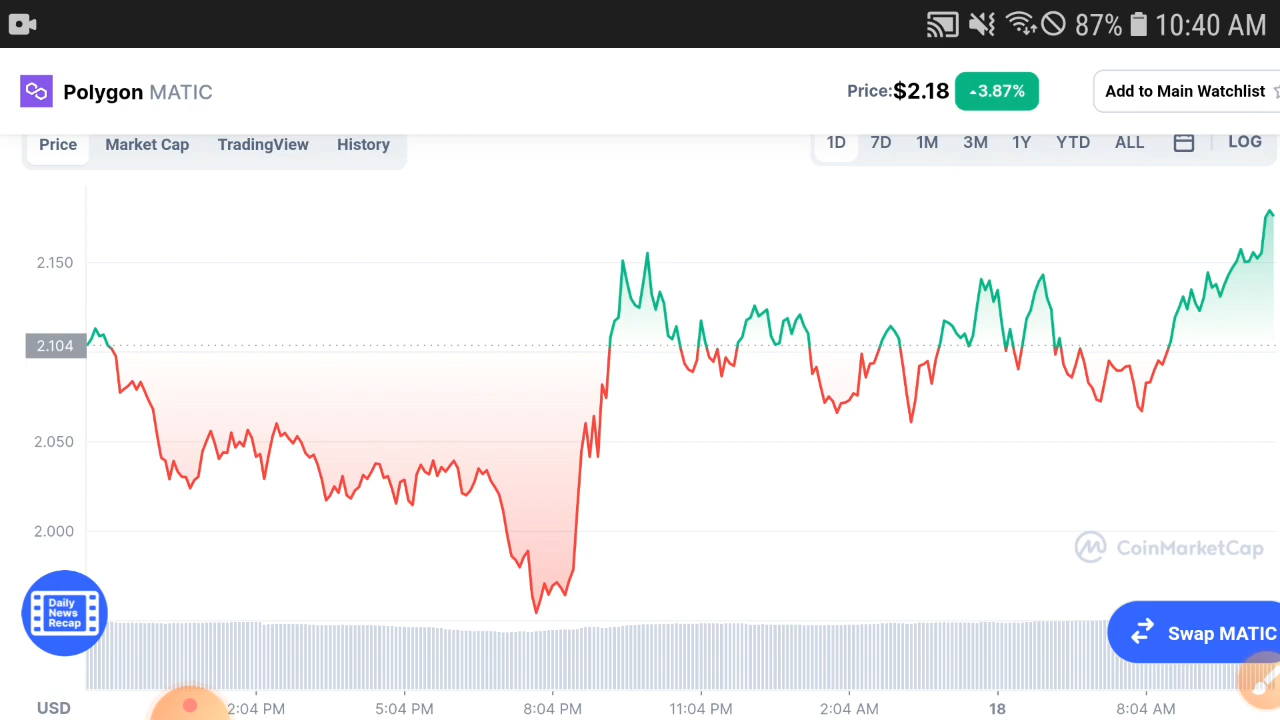 87% 10:40 AM
Polygon MATIC
Price:$2.18 3.87% Add to Main Watchlist
Price Market Cap TradingView History
1D 7D 1M 3M 1Y YTD ALL LOG
2.150
2.104
2.050
2.000
CoinMarketCap
Daily
News
Recap
Swap MATIC
USD 2:04 PM 5:04 PM 8:04 PM 11:04 PM 2:04 AM 18 8:04 AM